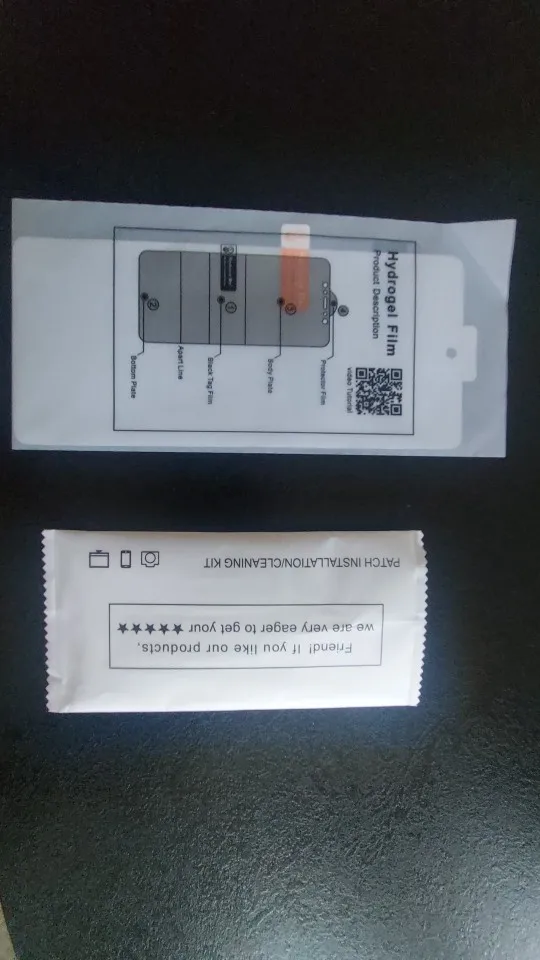 Hydrogel Film
Product Description
video Tutorial
Protector Film
Body Plate
Black Tag Film
Apart Line
Bottom Plate
PATCH INSTALLATION/CLEANING KIT
Friend! If you like our products,
we are very eager to get your ★★★★★